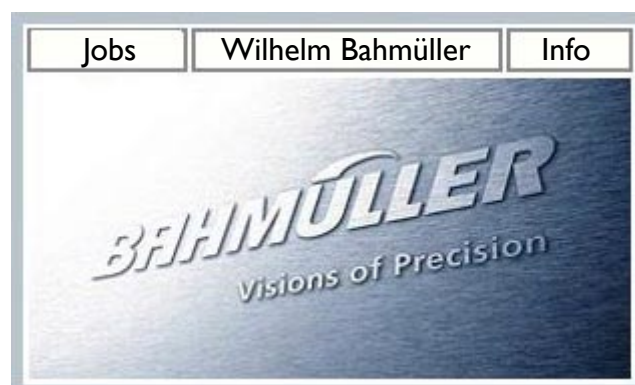 Jobs
Wilhelm Bahmüller
Info
BAHMÜLLER
Visions of Precision